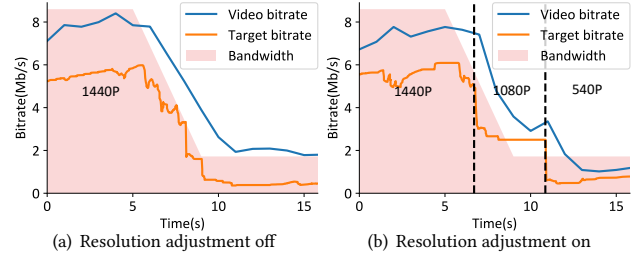 Bitrate(Mb/s)
8
6
4
2
0
Video bitrate
Target bitrate
Bandwidth
1440P
0 5 10 15
Time(s)
(a) Resolution adjustment off
Bitrate(Mb/s)
8
6
4
2
0
Video bitrate
Target bitrate
Bandwidth
1440P 1080P 540P
0 5 10 15
Time(s)
(b) Resolution adjustment on